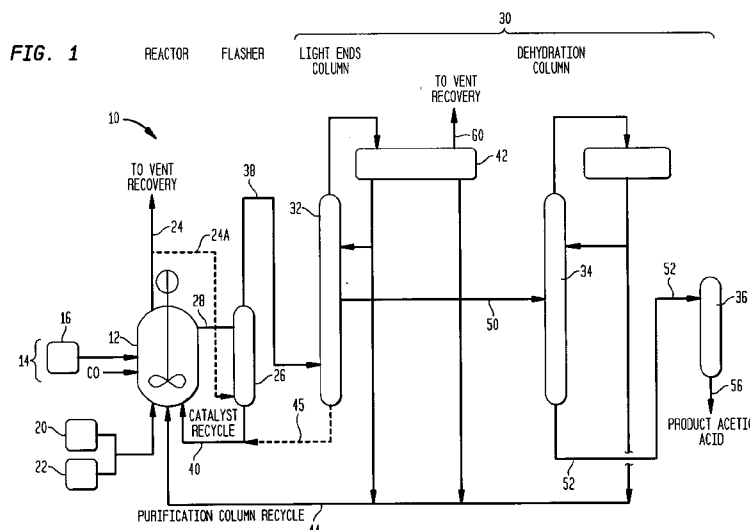 30
FIG. 1
REACTOR
FLASHER
LIGHT ENDS
COLUMN
DEHYDRATION
COLUMN
TO VENT
RECOVERY
10
60
42
38
TO VENT
RECOVERY
32
24
24A
34
52
36
28
16
12
14
50
CO
26
56
CATALYST
RECYCLE
45
PRODUCT ACETIC
ACID
20
40
22
52
PURIFICATION COLUMN RECYCLE
44